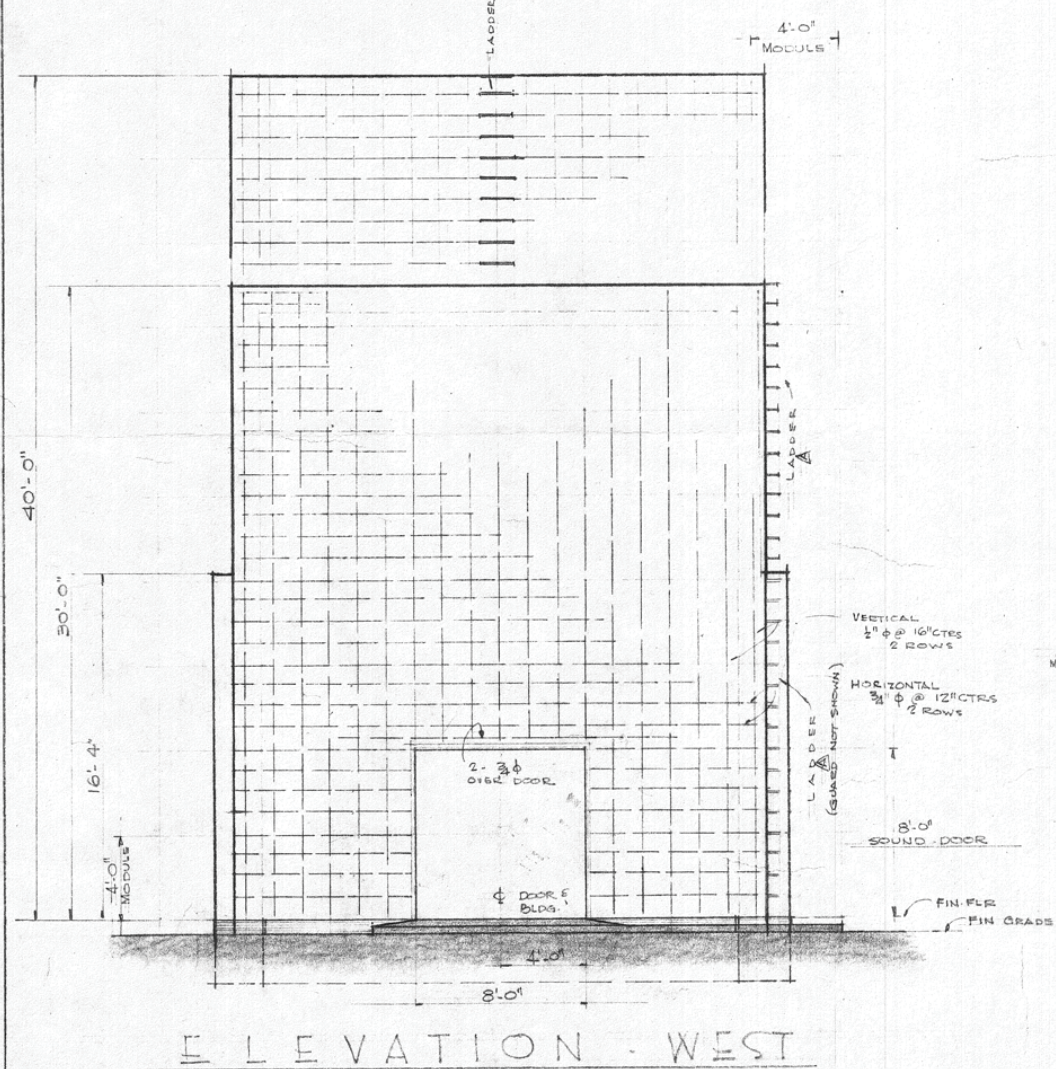 LADDER
4'-0"
MODULE
40'-0"
30'-0"
16'-4"
4'-0"
MODULE
LADDER
A
VERTICAL
½" ⌀ @ 16" CTRS
2 ROWS
HORIZONTAL
¾" ⌀ @ 12" CTRS
2 ROWS
LADDER
A
(GUARD NOT SHOWN)
2 - ¾ ⌀
OVER DOOR
8'-0"
SOUND DOOR
℄ DOOR &
BLDG.
FIN. FLR
FIN GRADE
4'-0"
8'-0"
ELEVATION - WEST
M